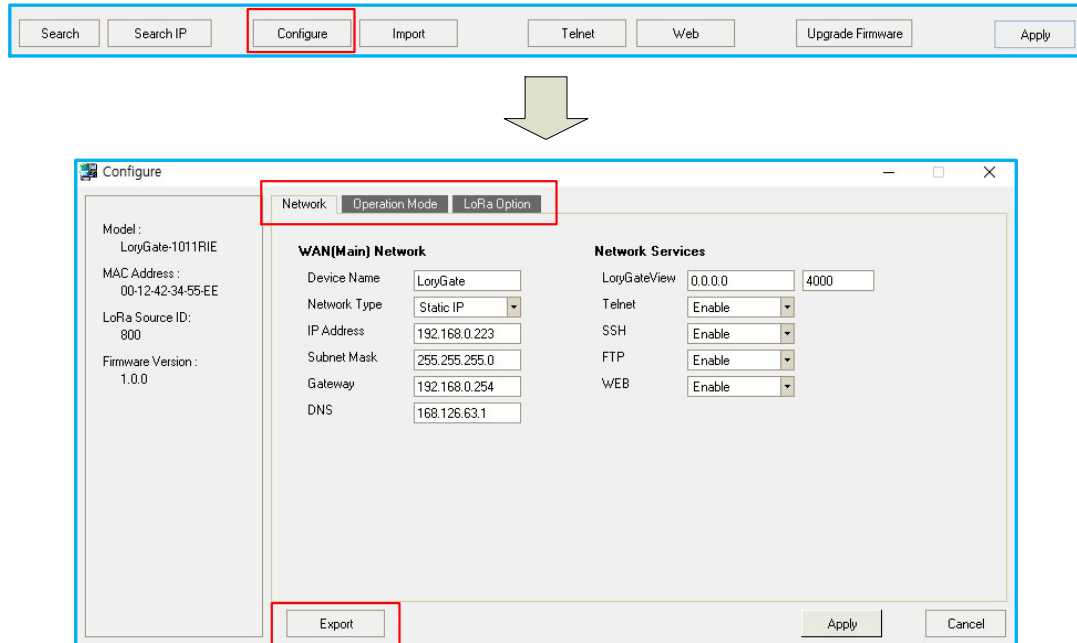 Search Search IP Configure Import Telnet Web Upgrade Firmware Apply
Configure
Model :
LoryGate-1011RIE
MAC Address :
00-12-42-34-55-EE
LoRa Source ID:
800
Firmware Version :
1.0.0
Network Operation Mode LoRa Option
WAN(Main) Network
Device Name LoryGate
Network Type Static IP
IP Address 192.168.0.223
Subnet Mask 255.255.255.0
Gateway 192.168.0.254
DNS 168.126.63.1
Network Services
LoryGateView 0.0.0.0 4000
Telnet Enable
SSH Enable
FTP Enable
WEB Enable
Export Apply Cancel